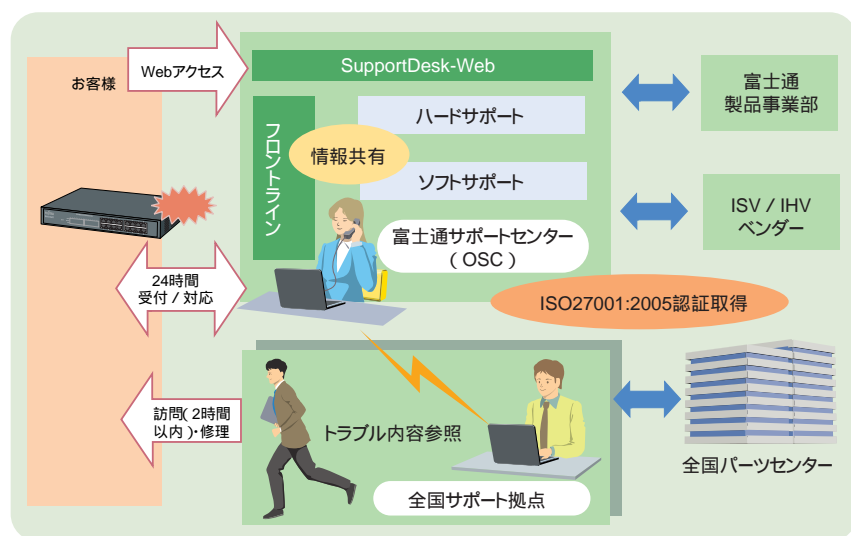 お客様
Webアクセス
SupportDesk-Web
フロントライン
ハードサポート
情報共有
ソフトサポート
富士通サポートセンター
（OSC）
富士通
製品事業部
ISV / IHV
ベンダー
24時間
受付 / 対応
ISO27001:2005認証取得
訪問（2時間
以内）・修理
トラブル内容参照
全国サポート拠点
全国パーツセンター